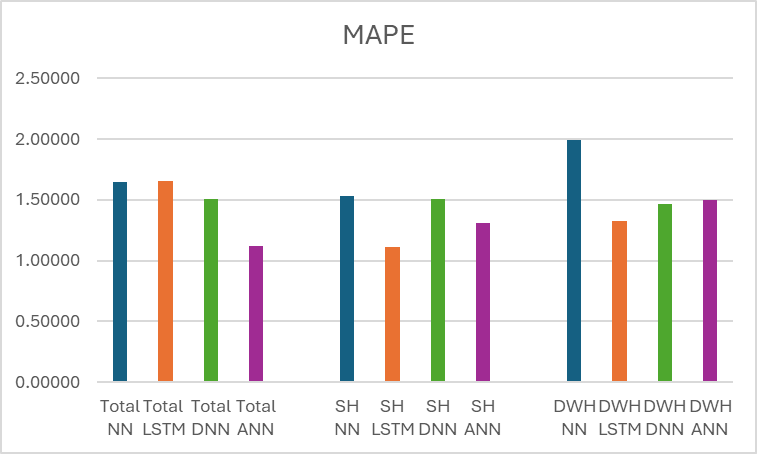 MAPE
2.50000
2.00000
1.50000
1.00000
0.50000
0.00000
Total Total Total Total SH SH SH SH DWH DWH DWH DWH
NN LSTM DNN ANN NN LSTM DNN ANN NN LSTM DNN ANN